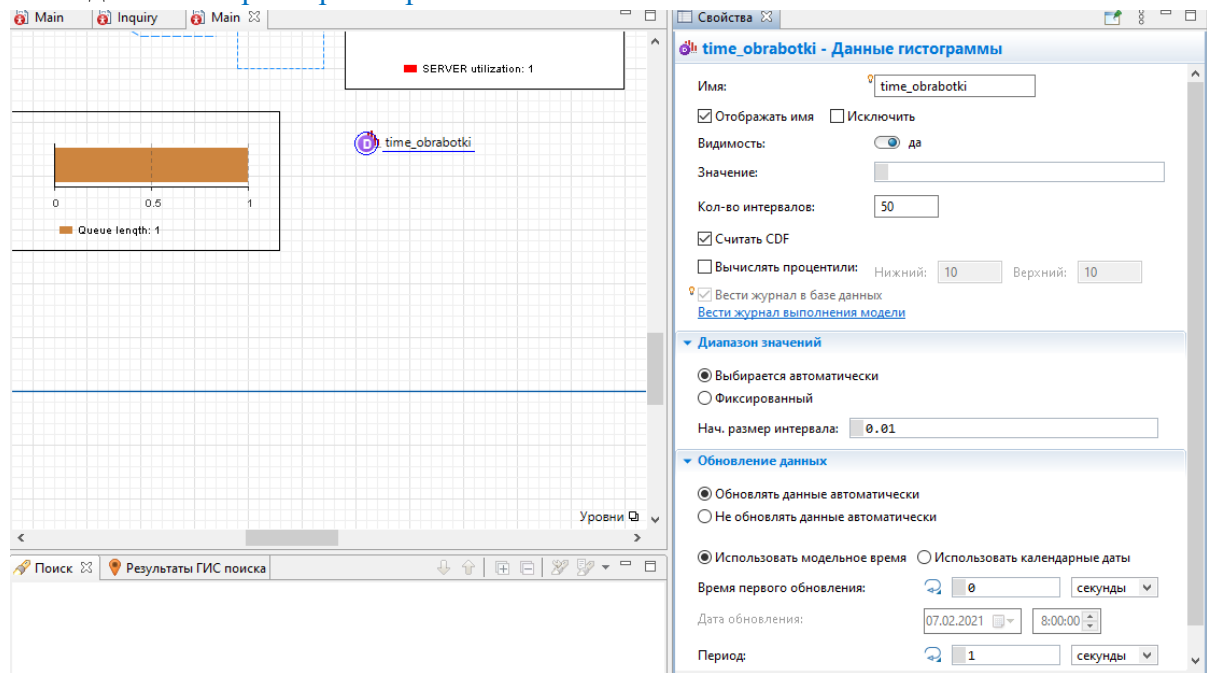 Main
Inquiry
Main
SERVER utilization: 1
time_obrabotki
0 0.5 1
Queue length: 1
Уровни
Поиск
Результаты ГИС поиска
Свойства
time_obrabotki - Данные гистограммы
Имя: time_obrabotki
Отображать имя Исключить
Видимость: да
Значение:
Кол-во интервалов: 50
Считать CDF
Вычислять процентили: Нижний: 10 Верхний: 10
Вести журнал в базе данных
Вести журнал выполнения модели
Диапазон значений
Выбирается автоматически
Фиксированный
Нач. размер интервала: 0.01
Обновление данных
Обновлять данные автоматически
Не обновлять данные автоматически
Использовать модельное время Использовать календарные даты
Время первого обновления: 0 секунды
Дата обновления: 07.02.2021 8:00:00
Период: 1 секунды